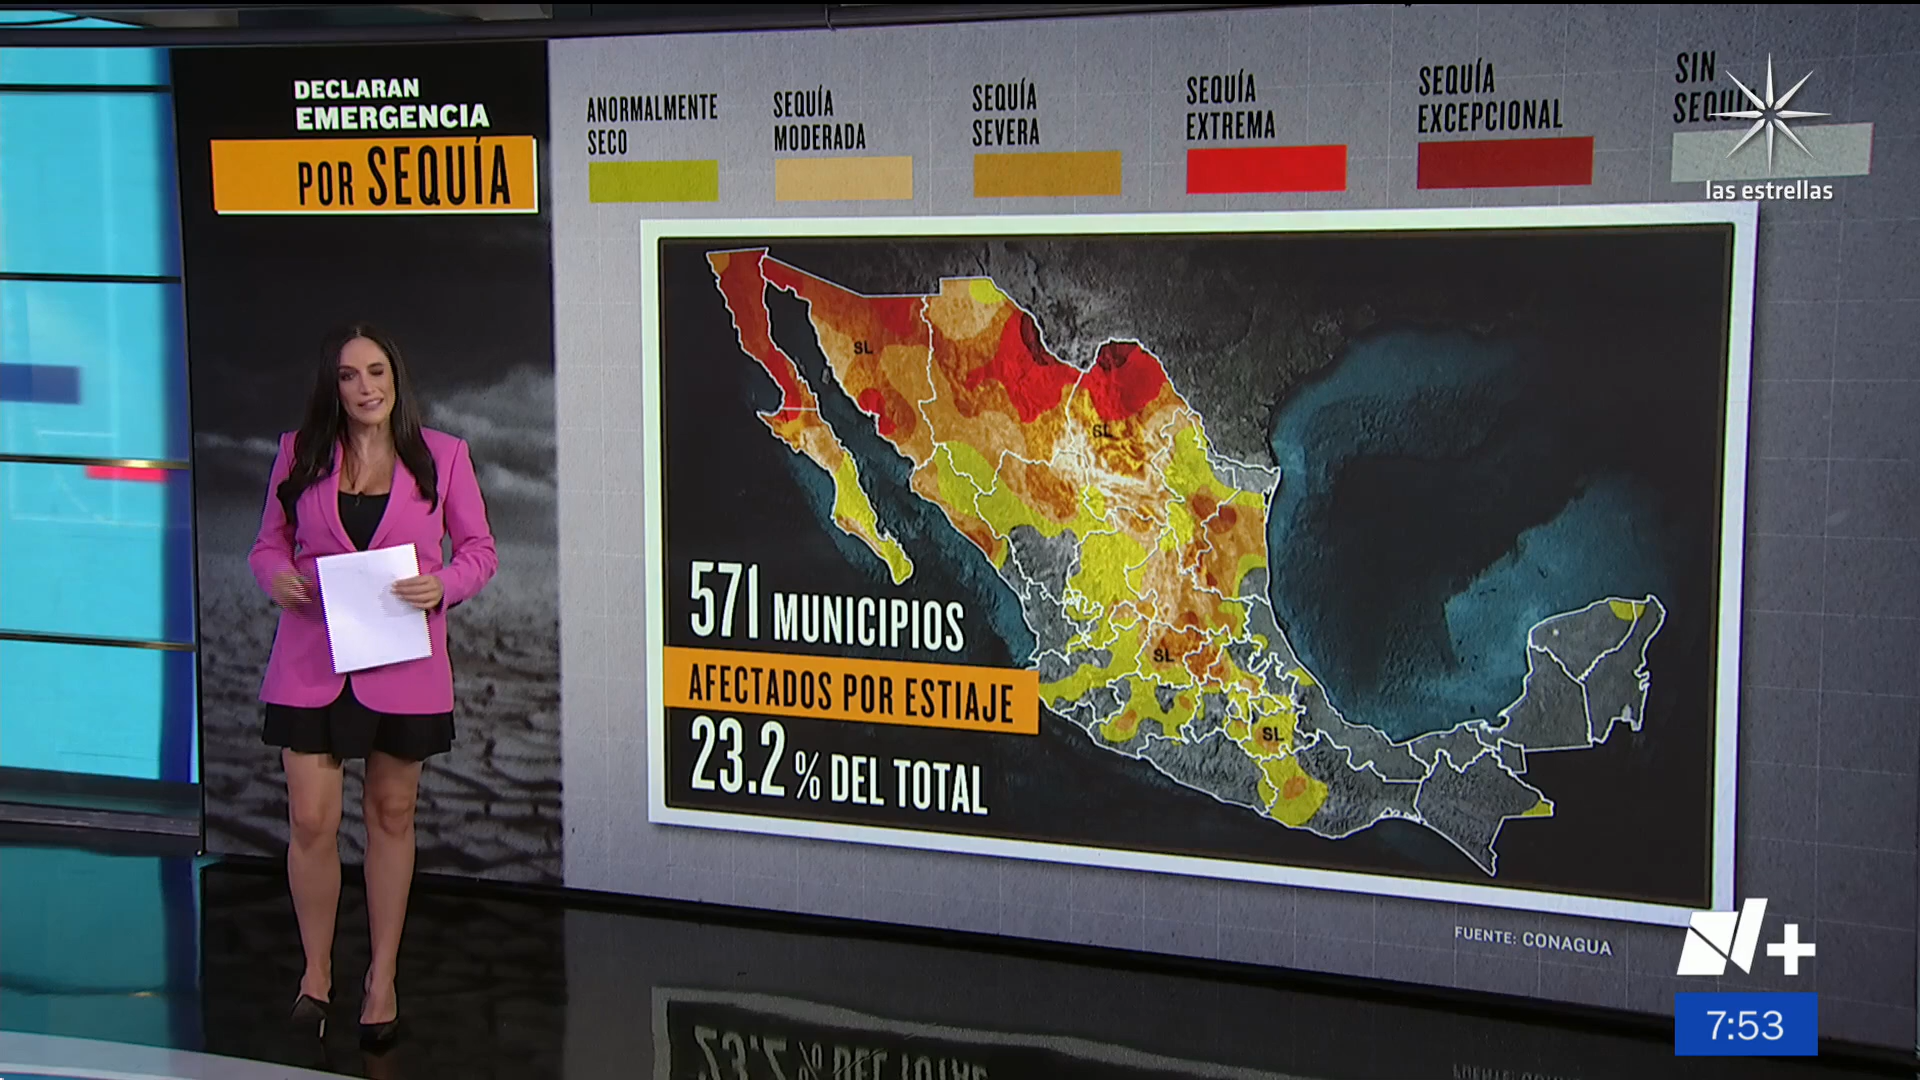 DECLARAN
EMERGENCIA
POR SEQUÍA
ANORMALMENTE
SECO
SEQUÍA
MODERADA
SEQUÍA
SEVERA
SEQUÍA
EXTREMA
SEQUÍA
EXCEPCIONAL
SIN
SEQUÍA
las estrellas
SL
SL
SL
SL
571 MUNICIPIOS
AFECTADOS POR ESTIAJE
23.2% DEL TOTAL
FUENTE: CONAGUA
N+
7:53